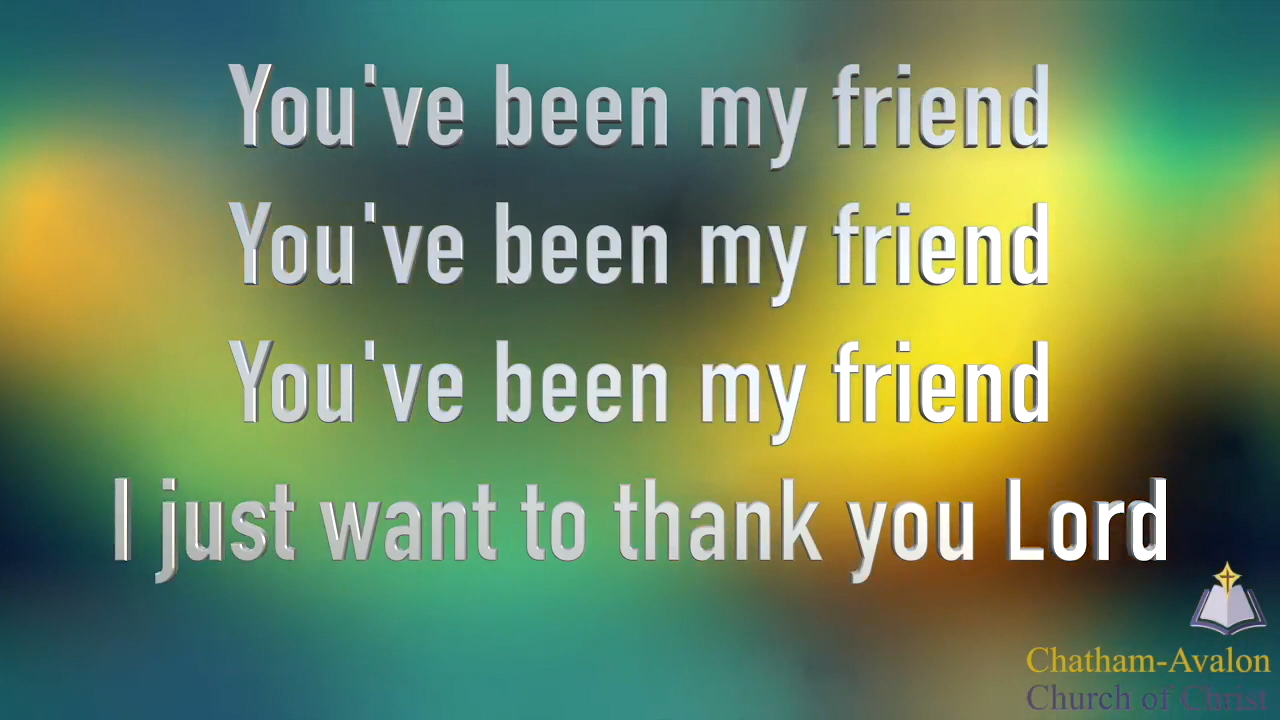 You've been my friend
You've been my friend
You've been my friend
I just want to thank you Lord
Chatham-Avalon
Church of Christ